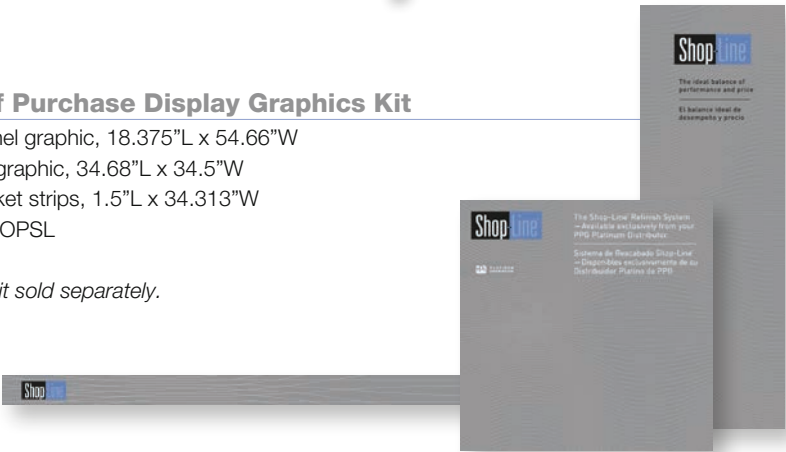 f Purchase Display Graphics Kit
nel graphic, 18.375”L x 54.66”W
graphic, 34.68”L x 34.5”W
ket strips, 1.5”L x 34.313”W
OPSL
it sold separately.
Shop Line
The ideal balance of
performance and price
El balance ideal de
desempeño y precio
Shop Line
The Shop-Line® Refinish System
—Available exclusively from your
PPG Platinum Distributor.
Sistema de Reacabado Shop-Line®
—Disponibles exclusivamente de su
Distribuidor Platino de PPG
Shop Line